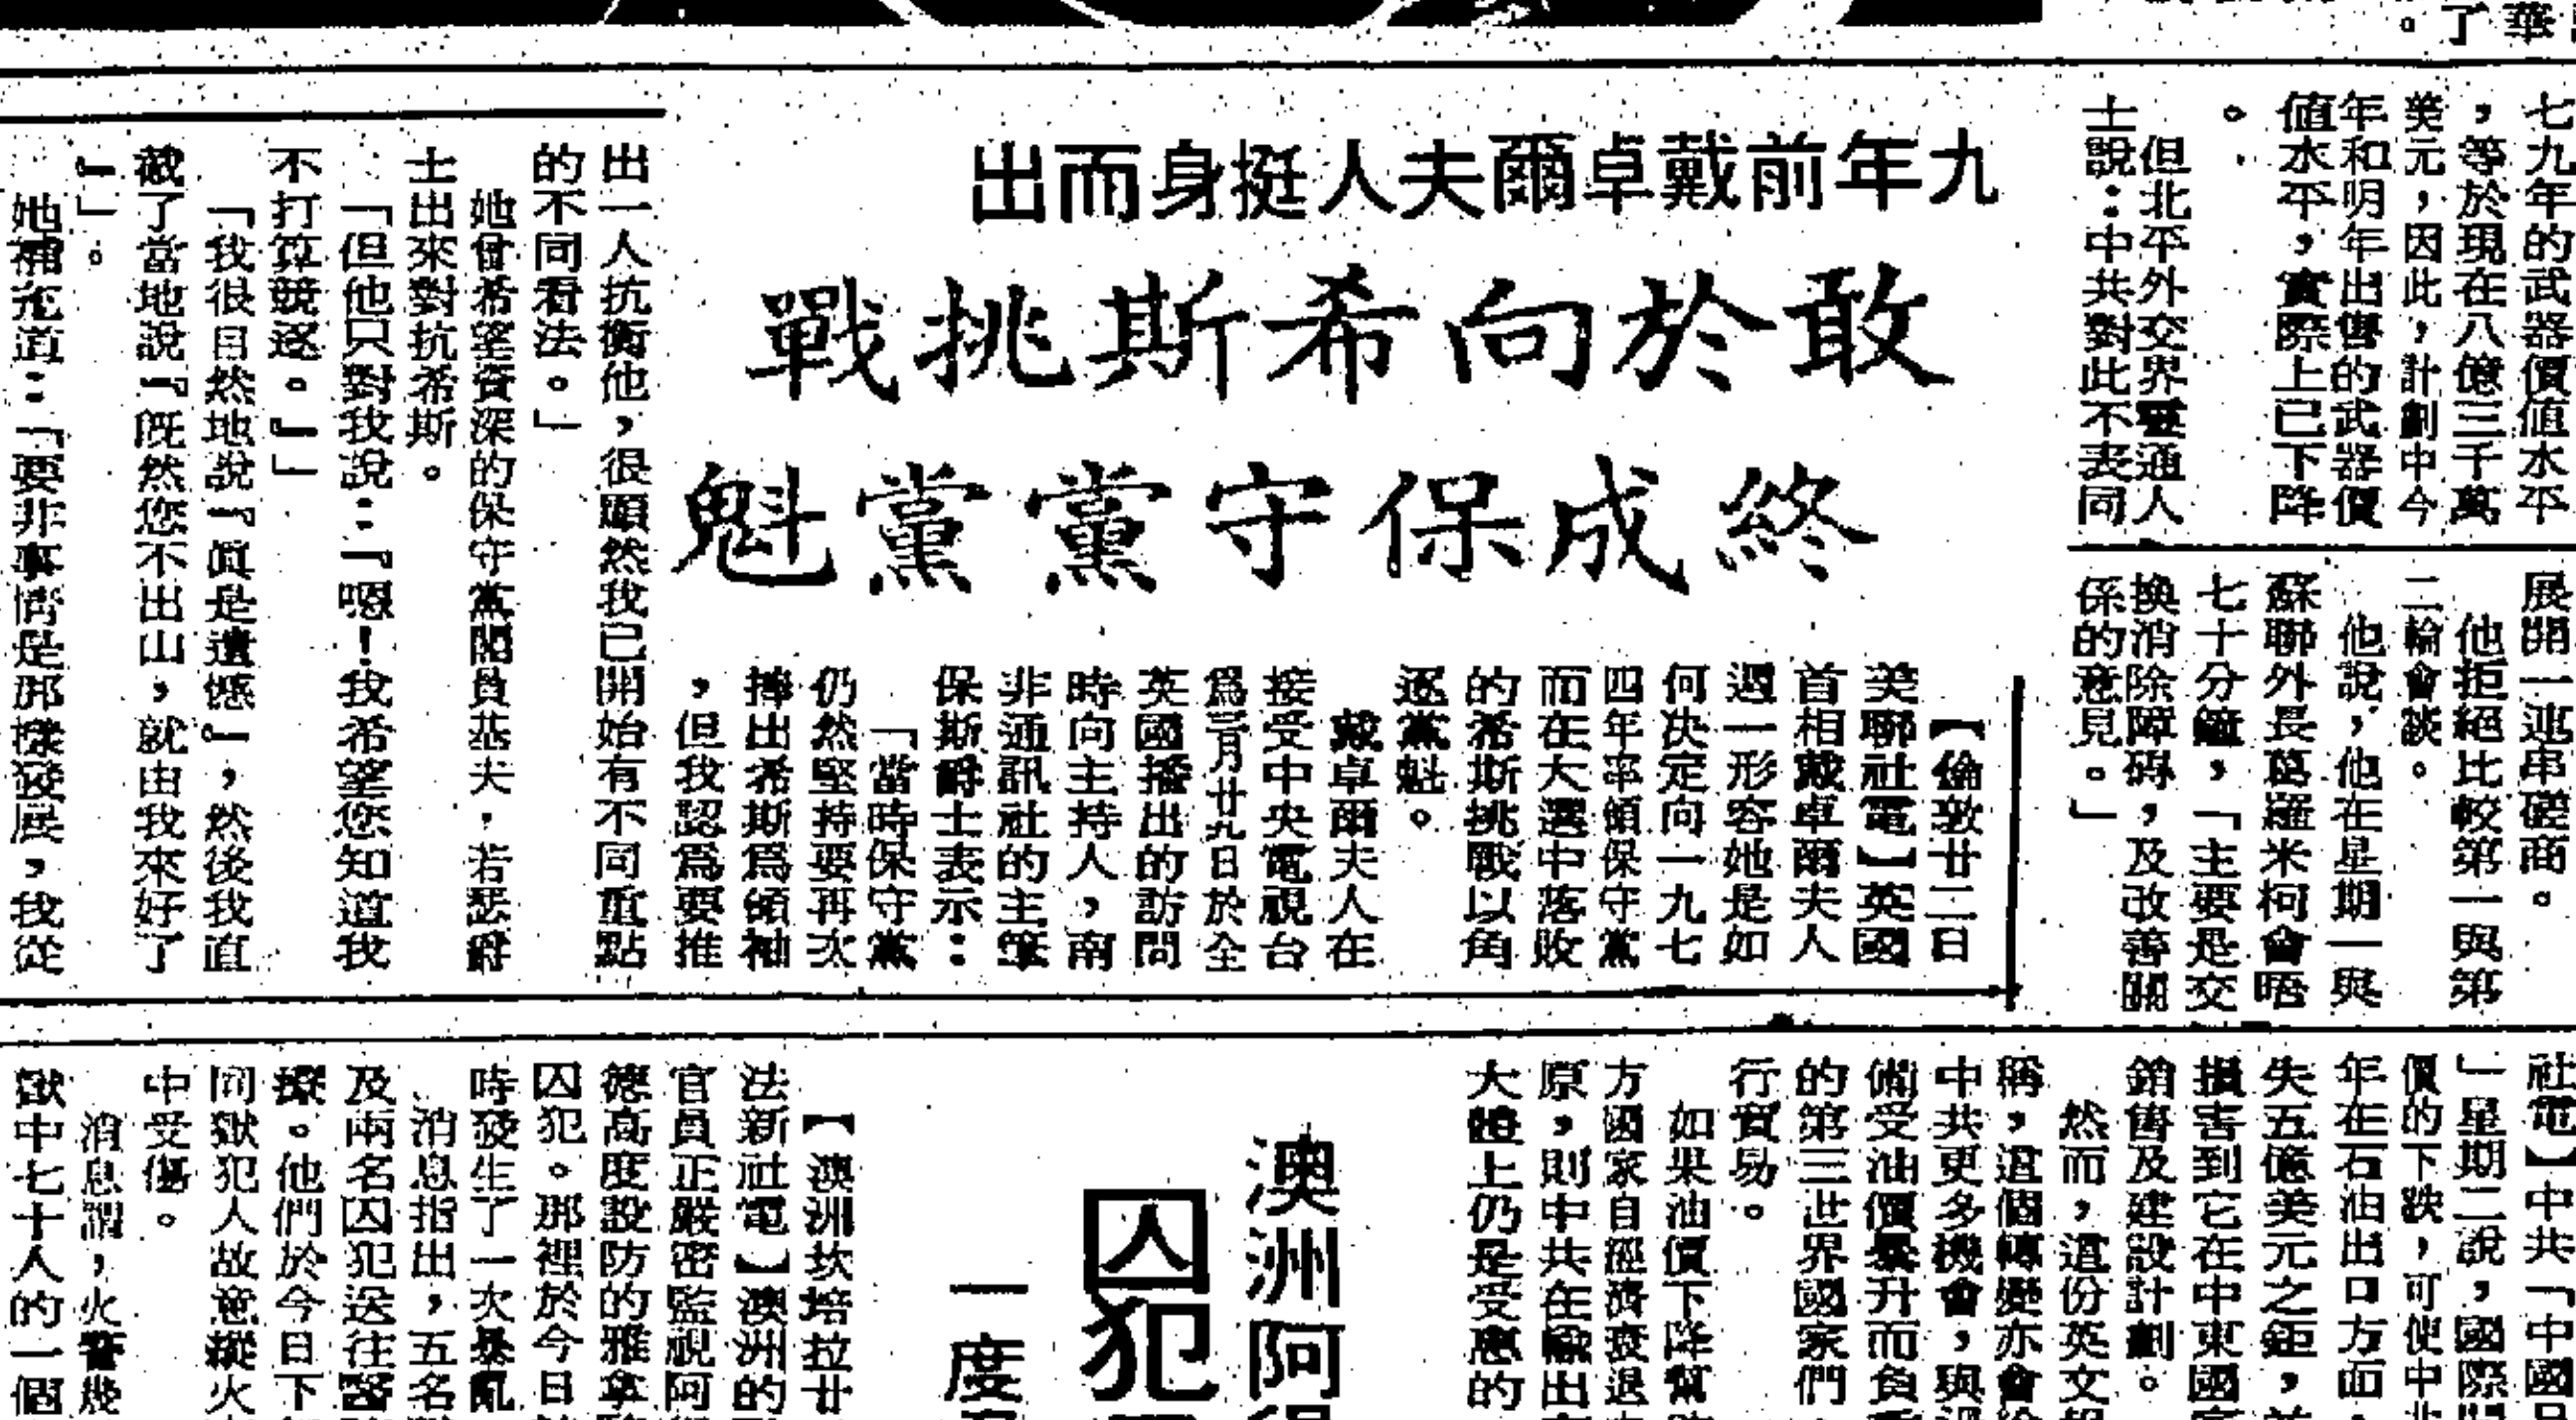 華
了
。
七九年的武器價值水平
，等於現在八億三千萬
美元，因此，計劃中今
年和明年出售的武器價
值水平，實際上已下降
。
但北平外交界靈通人
士說：中共對此不表同
展開一連串磋商。
他拒絕比較第一與第
二輪會談。
他說，他在星期一與
蘇聯外長葛羅米柯會晤
七十分鐘，「主要是交
換消除障碍，及改善關
係的意見。」
九年前戴卓爾夫人挺身而出
敢於向希斯挑戰
終成保守黨黨魁
【倫敦廿二日
美聯社電】英國
首相戴卓爾夫人
週一形容她是如
何決定向一九七
四年率領保守黨
而在大選中落敗
的希斯挑戰以角
逐黨魁。
戴卓爾夫人在
接受中央電視台
爲三月廿九日於全
英國播出的訪問
時向主持人，南
非通訊社的主筆
保斯爵士表示：
「當時保守黨
仍然堅持要再次
捧出希斯爲領袖
，但我認爲要推
出一人抗衡他，很顯然我已開始有不同重點
的不同看法。」
她曾希望資深的保守黨閣員基夫．若瑟爵
士出來對抗希斯。
「但他只對我說：『嗯！我希望您知道我
不打算競逐。』」
「我很自然地說『眞是遺憾』，然後我直
截了當地說『既然您不出山，就由我來好了
』」。
她補充道：「要非事情是那樣發展，我從
社電】中共「中國日
」星期二說，國際
價的下跌，可使中
年在石油出口方面
失五億美元之鉅，
損害到它在中東國
銷售及建設計劃。
然而，這份英文
稱，這個轉變亦會
中共更多機會，與
備受油價暴升而負
的第三世界國家們
行貿易。
如果油價下降幫
方國家自經濟衰退
原，則中共在輸出
大體上仍是受惠的
澳洲阿
囚犯
一度
【澳洲坎培拉廿
法新社電】澳洲的
官員正嚴密監視阿
德高度設防的雅拿
囚犯。那裡於今日
時發生了一次暴亂
消息指出，五名
及兩名囚犯送往醫
療。他們於今日下
同獄犯人故意縱火
中受傷。
消息謂，火警幾
獄中七十人的一個